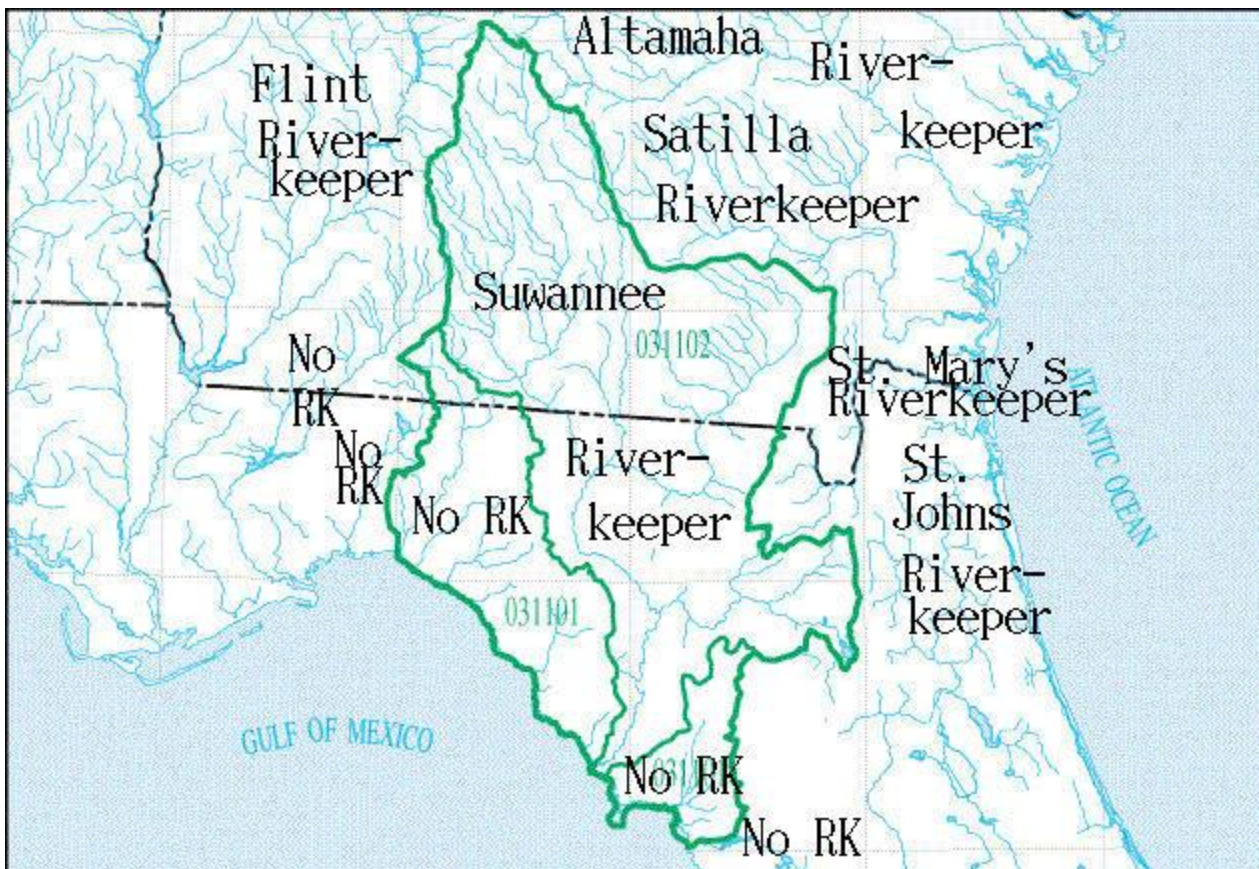 Altamaha
River-
keeper
Flint
River-
keeper
Satilla
Riverkeeper
Suwannee
031102
No
RK
St. Mary's
Riverkeeper
ATLANTIC OCEAN
No
RK
River-
keeper
St.
Johns
River-
keeper
No RK
031101
GULF OF MEXICO
No RK
No RK